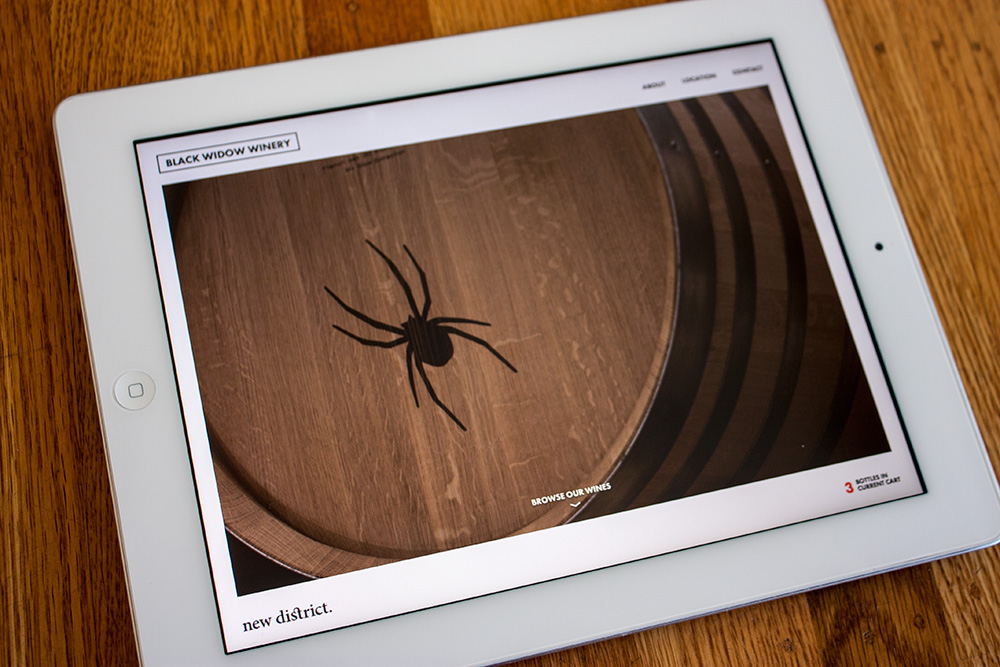 ABOUT LOCATION CONTACT
BLACK WIDOW WINERY
BROWSE OUR WINES
3 BOTTLES IN
CURRENT CART
new district.